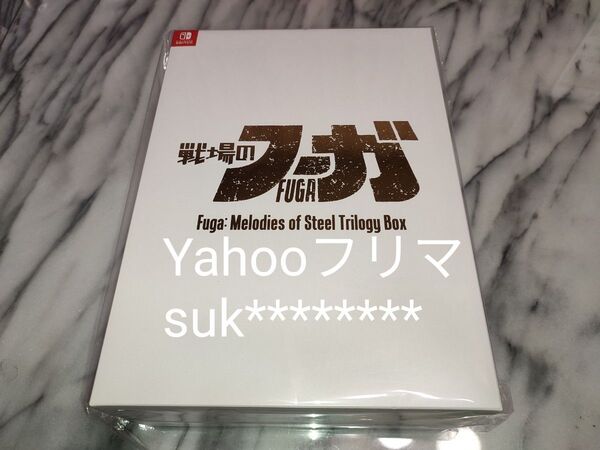 戦場の
フーガ
FUGA
Fuga: Melodies of Steel Trilogy Box
Yahooフリマ
suk********